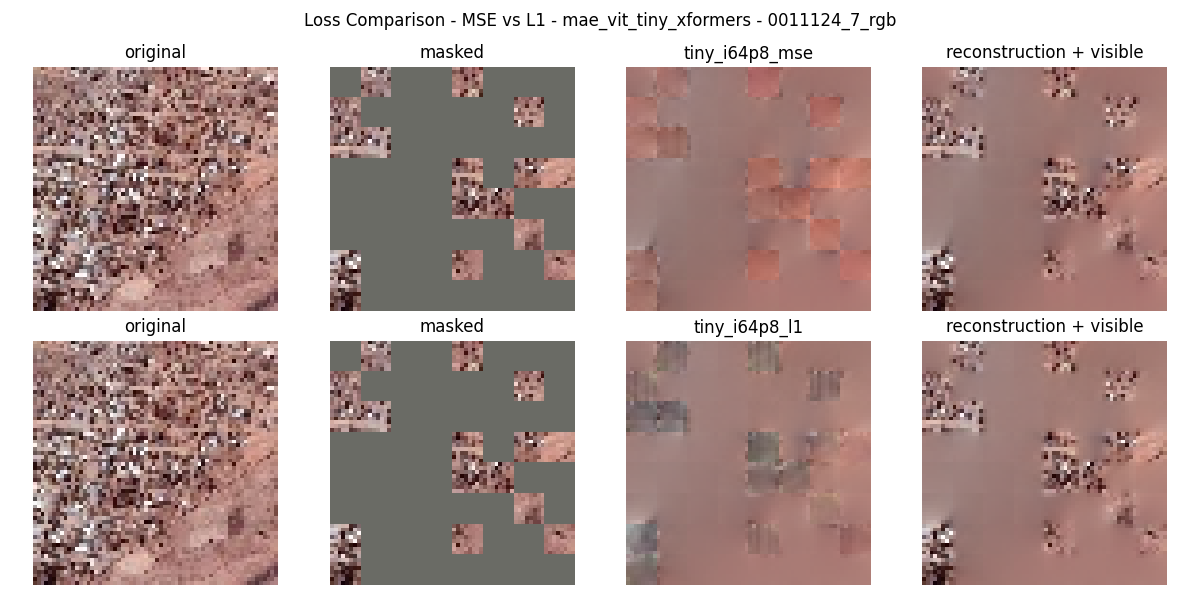 Loss Comparison - MSE vs L1 - mae_vit_tiny_xformers - 0011124_7_rgb
original masked tiny_i64p8_mse reconstruction + visible
original masked tiny_i64p8_l1 reconstruction + visible